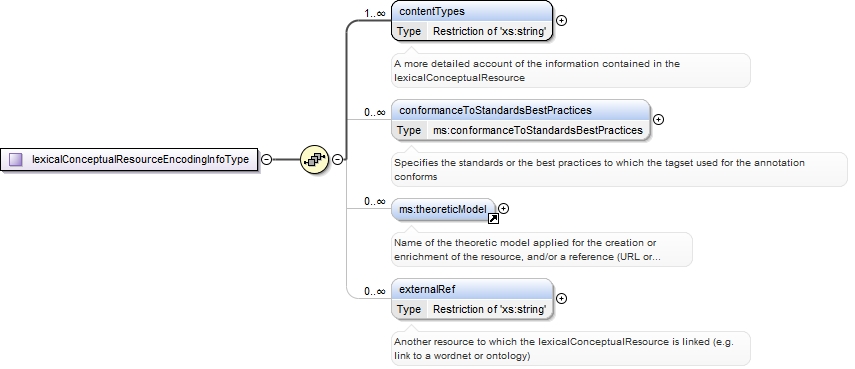 1..∞
contentTypes
Type Restriction of 'xs:string'
A more detailed account of the information contained in the
lexicalConceptualResource
0..∞
conformanceToStandardsBestPractices
Type ms:conformanceToStandardsBestPractices
lexicalConceptualResourceEncodingInfoType
Specifies the standards or the best practices to which the tagset used for the annotation
conforms
0..∞
ms:theoreticModel
Name of the theoretic model applied for the creation or
enrichment of the resource, and/or a reference (URL or...
0..∞
externalRef
Type Restriction of 'xs:string'
Another resource to which the lexicalConceptualResource is linked (e.g.
link to a wordnet or ontology)